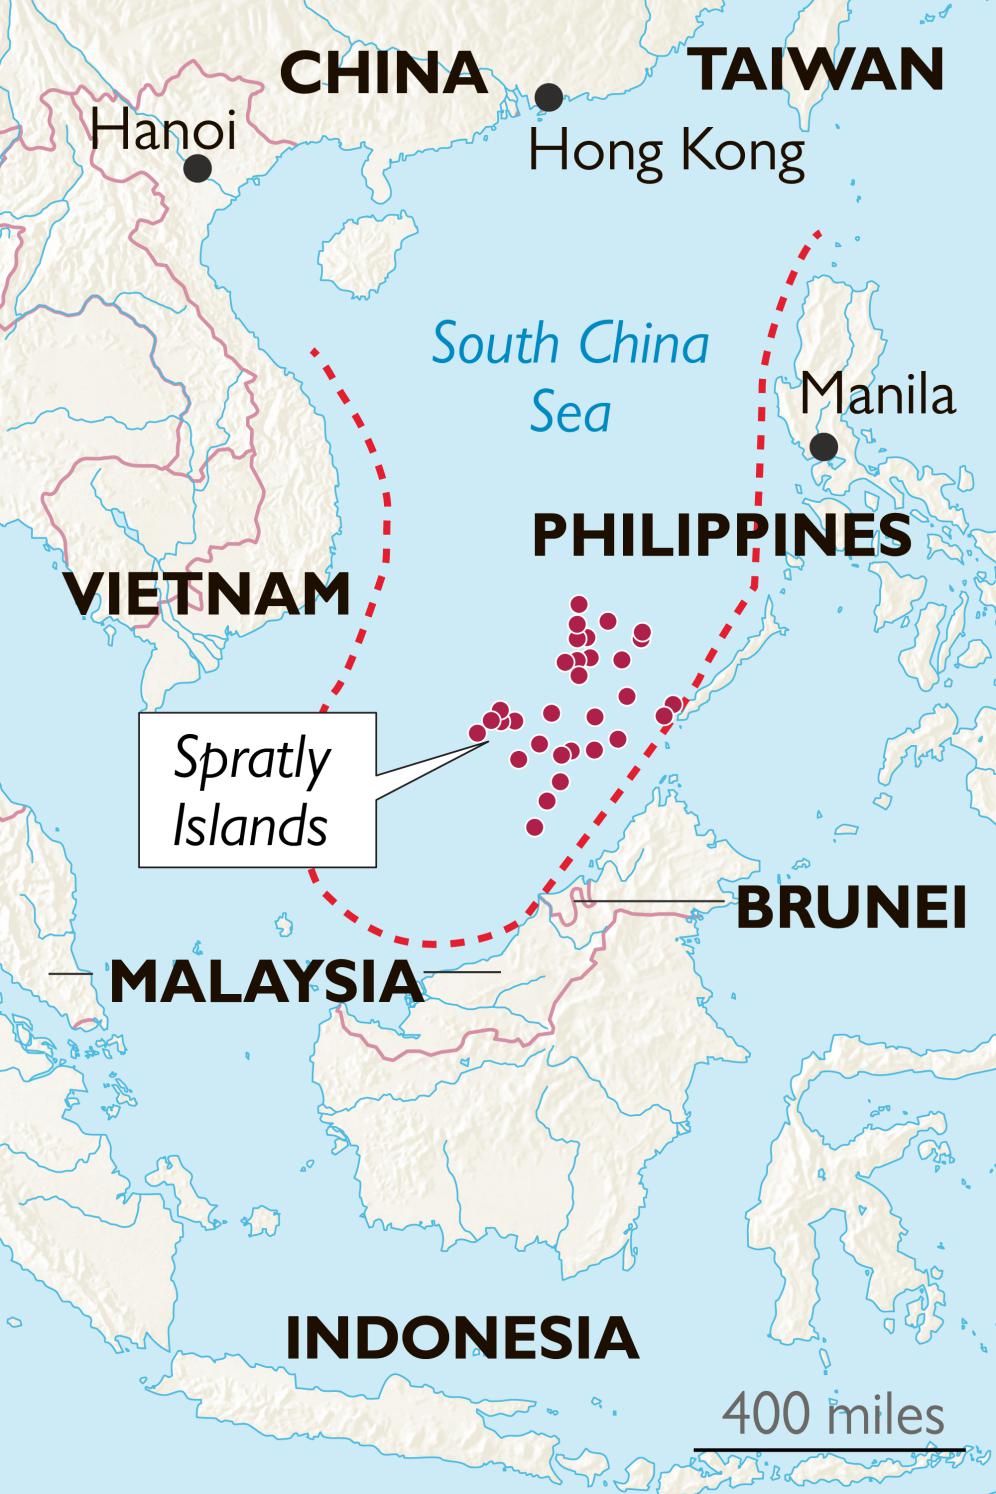 CHINA
TAIWAN
Hanoi
Hong Kong
South China
Sea
Manila
PHILIPPINES
VIETNAM
Spratly
Islands
BRUNEI
MALAYSIA
INDONESIA
400 miles